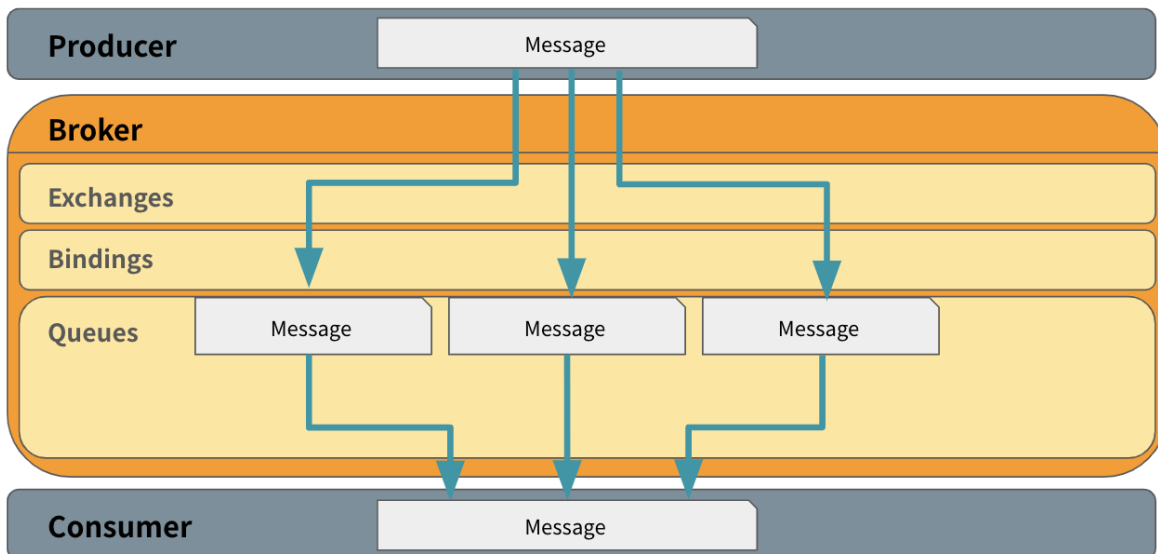 Producer
Message
Broker
Exchanges
Bindings
Queues
Message
Message
Message
Consumer
Message